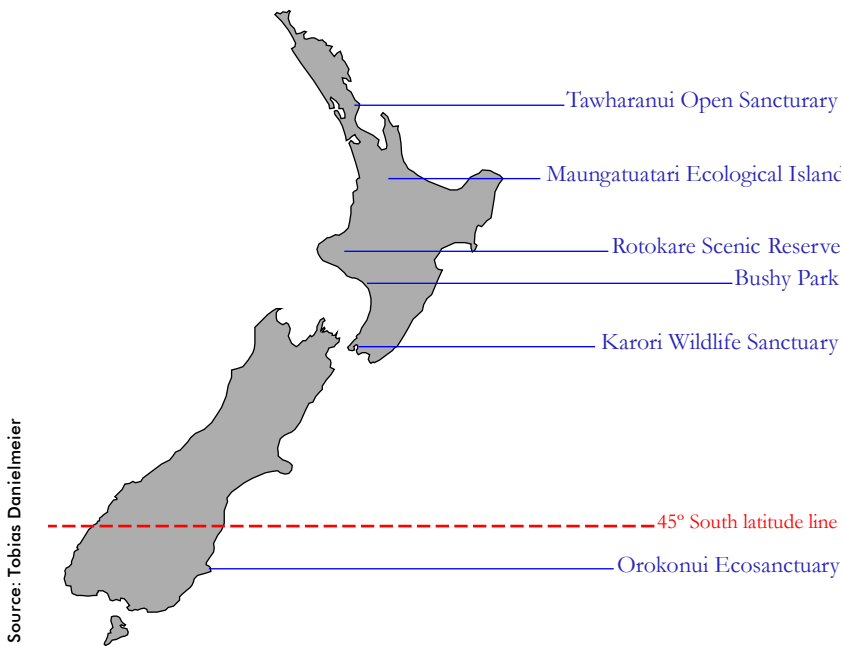 Tawharanui Open Sancturary
Maungatuatari Ecological Island
Rotokare Scenic Reserve
Bushy Park
Karori Wildlife Sanctuary
45º South latitude line
Orokonui Ecosanctuary
Source: Tobias Danielmeier